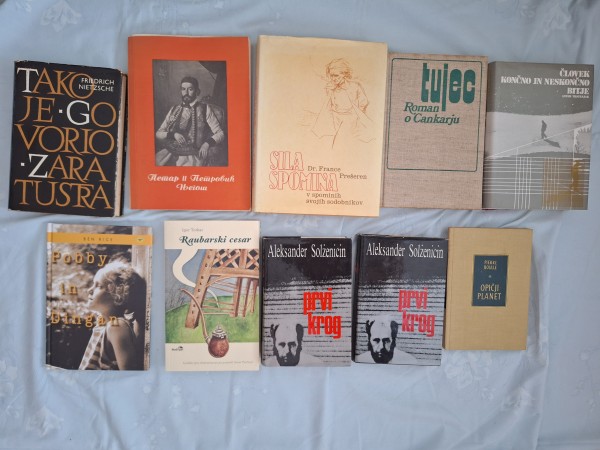 FRIEDRICH
NIETZSCHE
TAKO
JE·GO
VORIO
·ZARA
TUSTRA
Петар II Петровић
Његош
SILA
SPOMINA
Dr. France
Prešeren
v spominih
svojih sodobnikov
tujec
Roman
o Cankarju
ČLOVEK
KONČNO IN NESKONČNO
BITJE
BEN RICE
Pobby
in
Dingan
Raubarski cesar
Aleksander Solženicin
prvi
krog
Aleksander Solženicin
prvi
krog
PIERRE
BOULLE
OPIČJI
PLANET